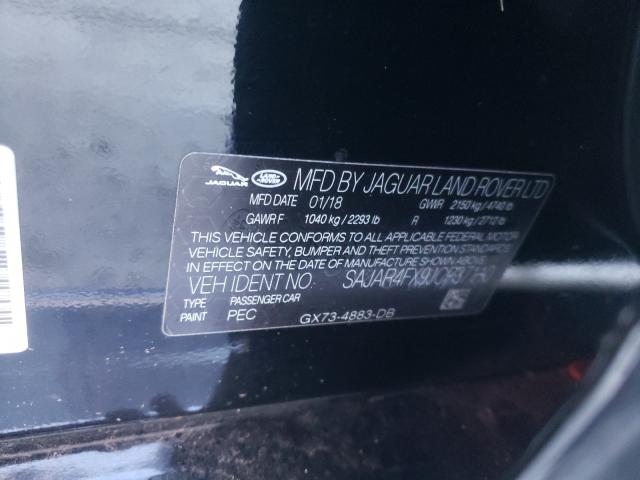 JAGUAR LAND ROVER MFD BY JAGUAR LAND ROVER LTD
MFD DATE 01/18 GVWR 2150 kg / 4740 lb
GAWR F 1040 kg / 2293 lb R 1230 kg / 2712 lb
THIS VEHICLE CONFORMS TO ALL APPLICABLE FEDERAL MOTOR
VEHICLE SAFETY, BUMPER AND THEFT PREVENTION STANDARDS
IN EFFECT ON THE DATE OF MANUFACTURE SHOWN ABOVE
VEH IDENT NO.
TYPE PASSENGER CAR
PAINT PEC GX73-4883-DB